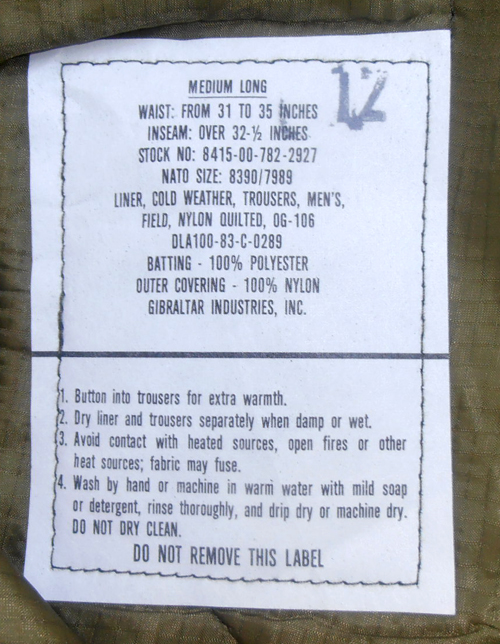 12
MEDIUM LONG
WAIST: FROM 31 TO 35 INCHES
INSEAM: OVER 32-½ INCHES
STOCK NO: 8415-00-782-2927
NATO SIZE: 8390/7989
LINER, COLD WEATHER, TROUSERS, MEN'S,
FIELD, NYLON QUILTED, OG-106
DLA100-83-C-0289
BATTING - 100% POLYESTER
OUTER COVERING - 100% NYLON
GIBRALTAR INDUSTRIES, INC.
1. Button into trousers for extra warmth.
2. Dry liner and trousers separately when damp or wet.
3. Avoid contact with heated sources, open fires or other
heat sources; fabric may fuse.
4. Wash by hand or machine in warm water with mild soap
or detergent, rinse thoroughly, and drip dry or machine dry.
DO NOT DRY CLEAN.
DO NOT REMOVE THIS LABEL